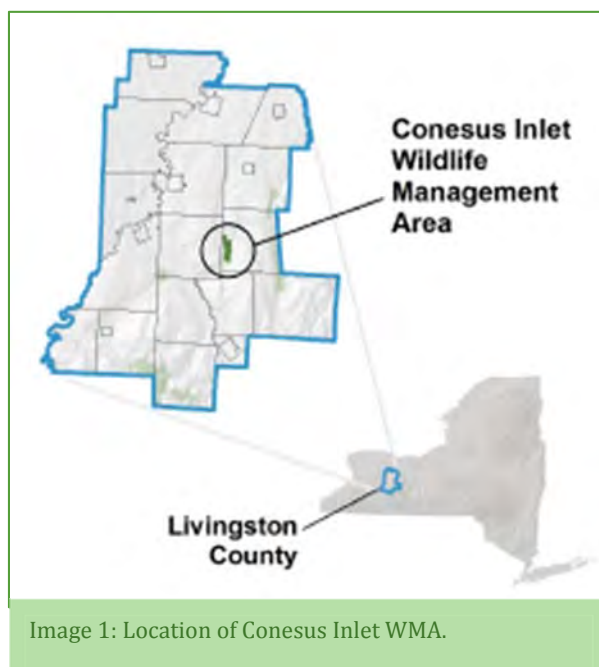 Conesus Inlet
Wildlife
Management
Area
Livingston
County
Image 1: Location of Conesus Inlet WMA.